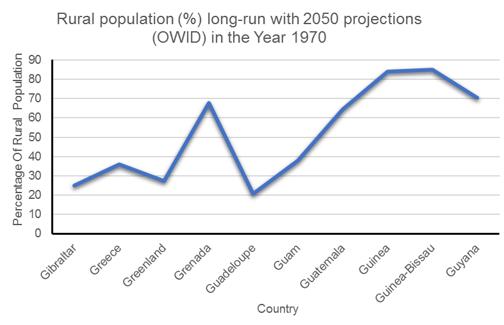 Rural population (%) long-run with 2050 projections
(OWID) in the Year 1970
Percentage Of Rural Population
90
80
70
60
50
40
30
20
10
0
Gibraltar
Greece
Greenland
Grenada
Guadeloupe
Guam
Guatemala
Guinea
Guinea-Bissau
Guyana
Country